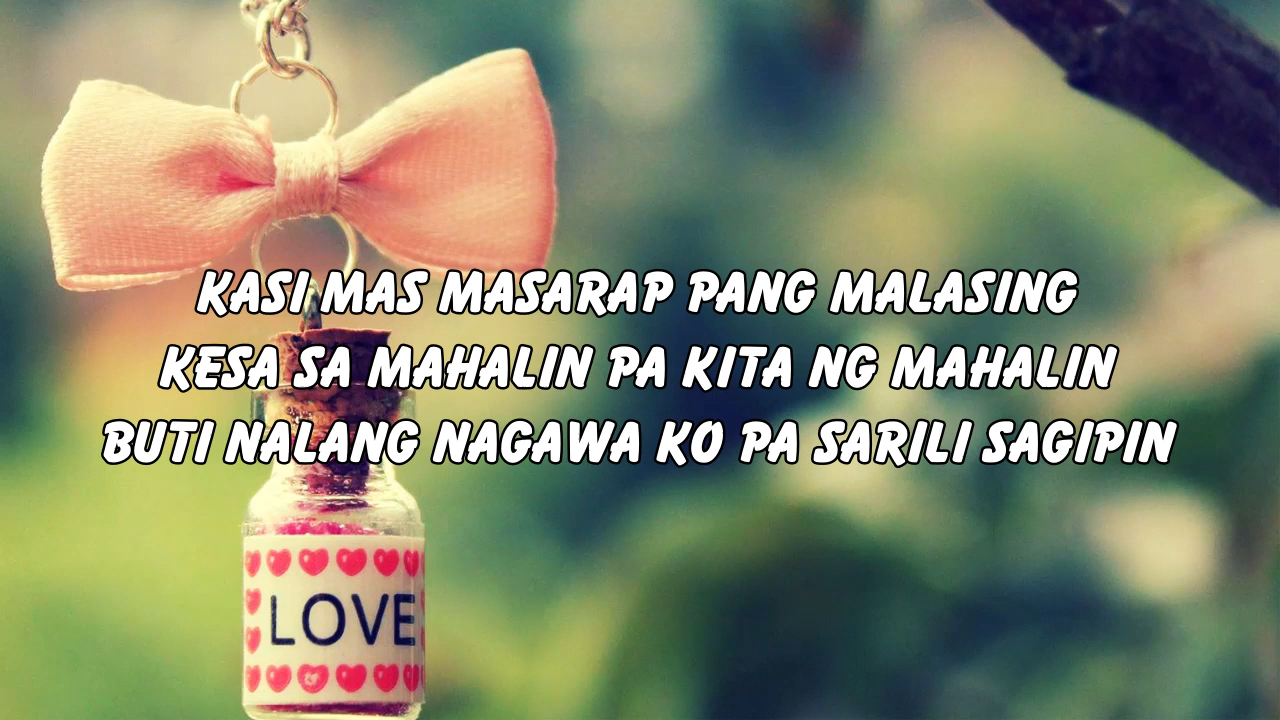 KASI MAS MASARAP PANG MALASING
KESA SA MAHALIN PA KITA NG MAHALIN
BUTI NALANG NAGAWA KO PA SARILI SAGIPIN
LOVE